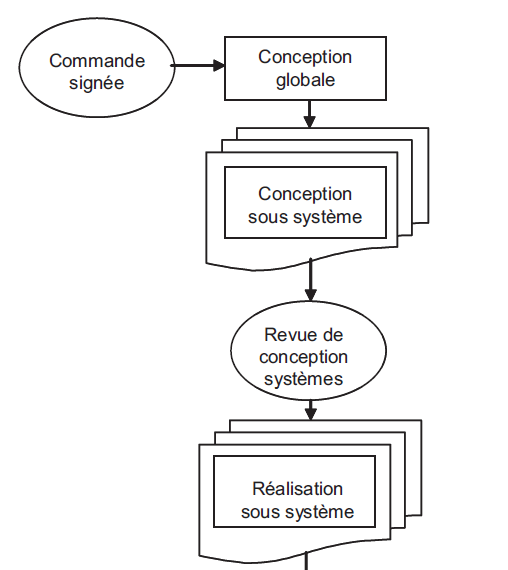 Commande
signée
Conception
globale
Conception
sous système
Revue de
conception
systèmes
Réalisation
sous système